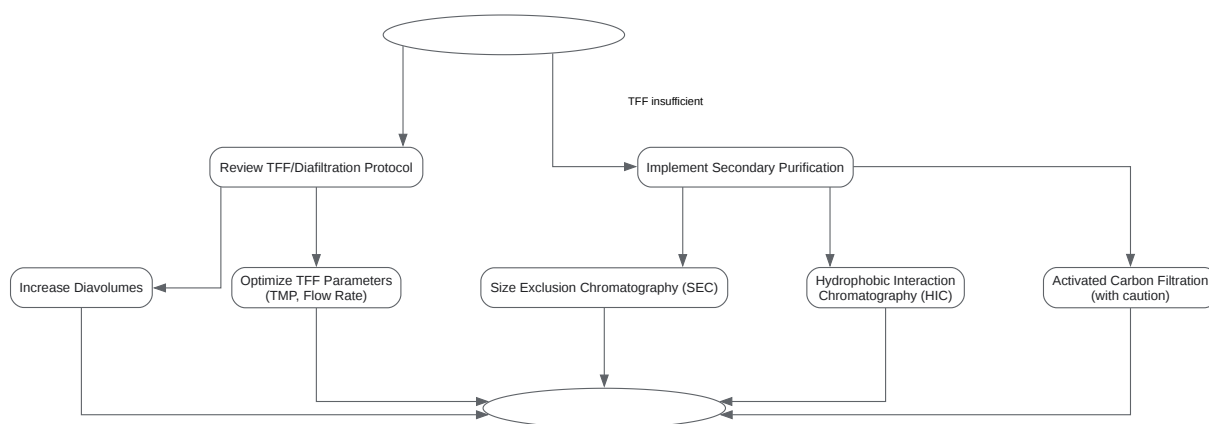 TFF insufficient
Review TFF/Diafiltration Protocol
Implement Secondary Purification
Increase Diavolumes
Optimize TFF Parameters
(TMP, Flow Rate)
Size Exclusion Chromatography (SEC)
Hydrophobic Interaction
Chromatography (HIC)
Activated Carbon Filtration
(with caution)